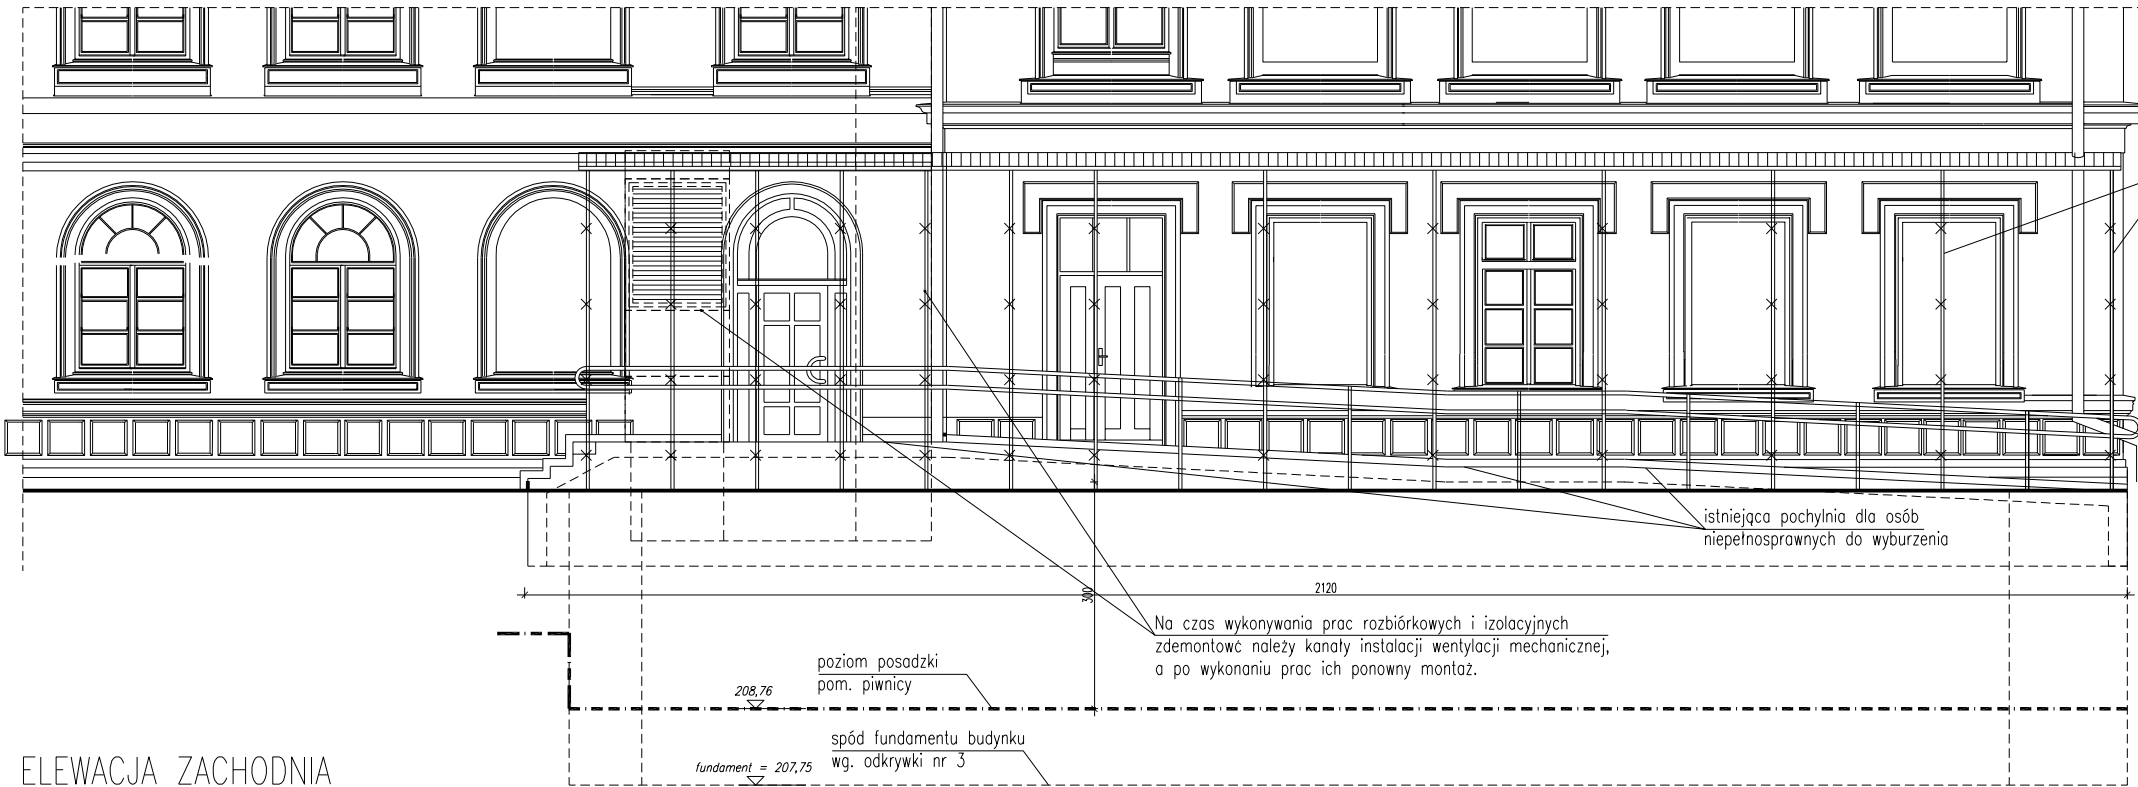 istniejąca pochylnia dla osób
niepełnosprawnych do wyburzenia
2120
300
Na czas wykonywania prac rozbiórkowych i izolacyjnych
zdemontowć należy kanały instalacji wentylacji mechanicznej,
a po wykonaniu prac ich ponowny montaż.
poziom posadzki
pom. piwnicy
208,76
spód fundamentu budynku
wg. odkrywki nr 3
fundament = 207,75
ELEWACJA ZACHODNIA